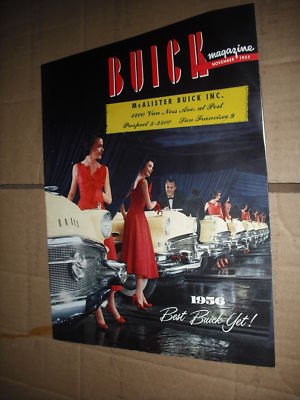 BUICK
magazine
NOVEMBER 1955
MCALISTER BUICK INC.
1200 Van Ness Ave. at Post
Prospect 5-2400 San Francisco 9
BUICK
1956
Best Buick Yet!